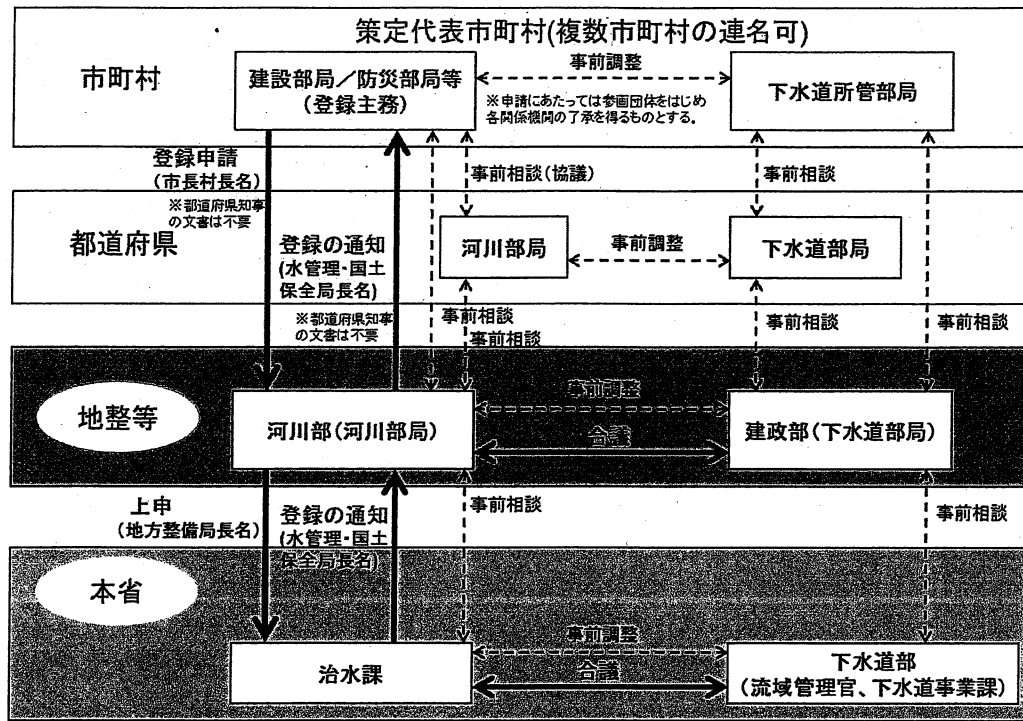 策定代表市町村(複数市町村の連名可)
市町村
建設部局/防災部局等
(登録主務)
事前調整
※申請にあたっては参画団体をはじめ
各関係機関の了承を得るものとする。
下水道所管部局
登録申請
(市長村長名)
※都道府県知事
の文書は不要
事前相談(協議)
事前相談
都道府県
登録の通知
(水管理・国土
保全局長名)
※都道府県知事
の文書は不要
河川部局
事前調整
下水道部局
事前相談
事前相談
事前相談
事前相談
地整等
河川部(河川部局)
事前調整
合議
建政部(下水道部局)
上申
(地方整備局長名)
登録の通知
(水管理・国土
保全局長名)
事前相談
事前相談
本省
治水課
事前調整
合議
下水道部
(流域管理官、下水道事業課)